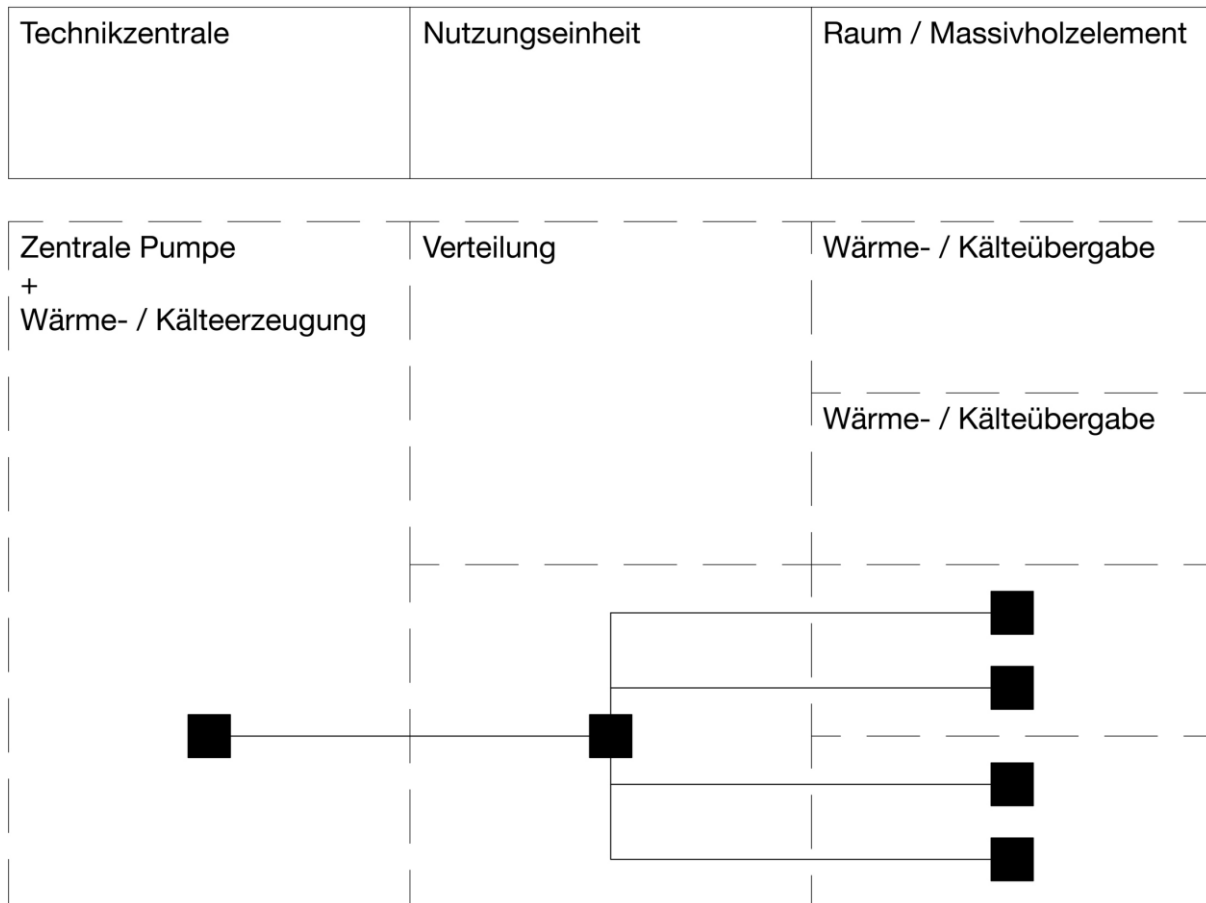 Technikzentrale
Nutzungseinheit
Raum / Massivholzelement
Zentrale Pumpe
+
Wärme- / Kälteerzeugung
Verteilung
Wärme- / Kälteübergabe
Wärme- / Kälteübergabe